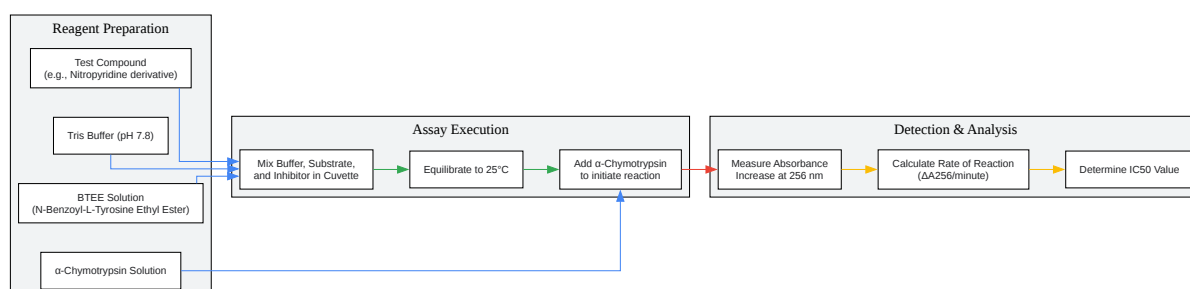 Reagent Preparation
Test Compound
(e.g., Nitropyridine derivative)
Tris Buffer (pH 7.8)
BTEE Solution
(N-Benzoyl-L-Tyrosine Ethyl Ester)
α-Chymotrypsin Solution
Assay Execution
Mix Buffer, Substrate,
and Inhibitor in Cuvette
Equilibrate to 25°C
Add α-Chymotrypsin
to initiate reaction
Detection & Analysis
Measure Absorbance
Increase at 256 nm
Calculate Rate of Reaction
(ΔA256/minute)
Determine IC50 Value